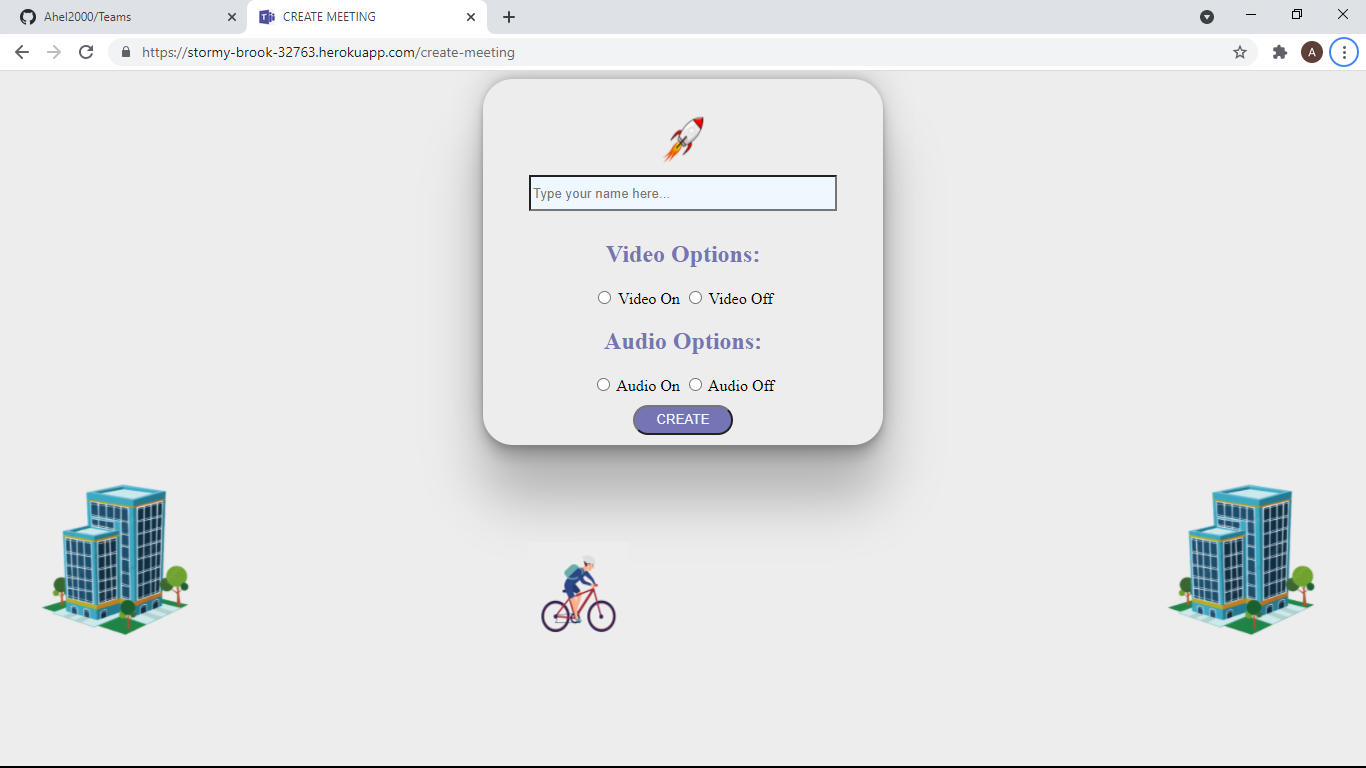 Ahel2000/Teams
CREATE MEETING
https://stormy-brook-32763.herokuapp.com/create-meeting
A
Type your name here...
Video Options:
Video On Video Off
Audio Options:
Audio On Audio Off
CREATE